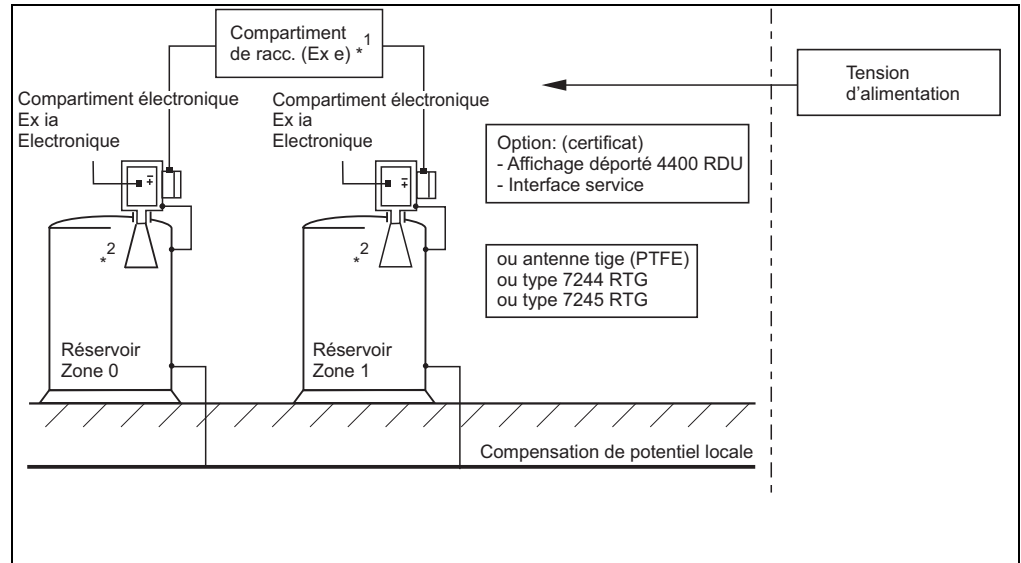 Compartiment
de racc. (Ex e) *1
Tension
d'alimentation
Compartiment électronique
Ex ia
Electronique
Compartiment électronique
Ex ia
Electronique
Option: (certificat)
- Affichage déporté 4400 RDU
- Interface service
*2
*2
ou antenne tige (PTFE)
ou type 7244 RTG
ou type 7245 RTG
Réservoir
Zone 0
Réservoir
Zone 1
Compensation de potentiel locale